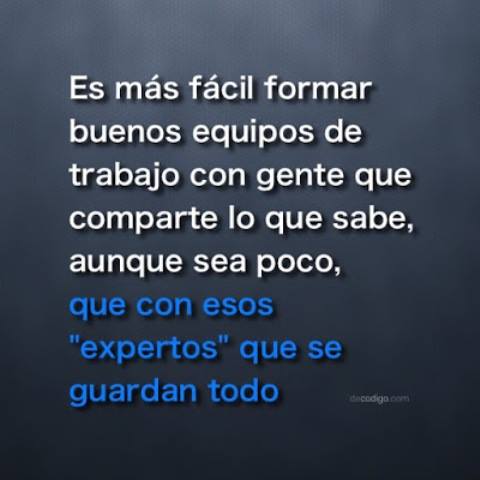 Es más fácil formar
buenos equipos de
trabajo con gente que
comparte lo que sabe,
aunque sea poco,
que con esos
"expertos" que se
guardan todo
decodigo.com